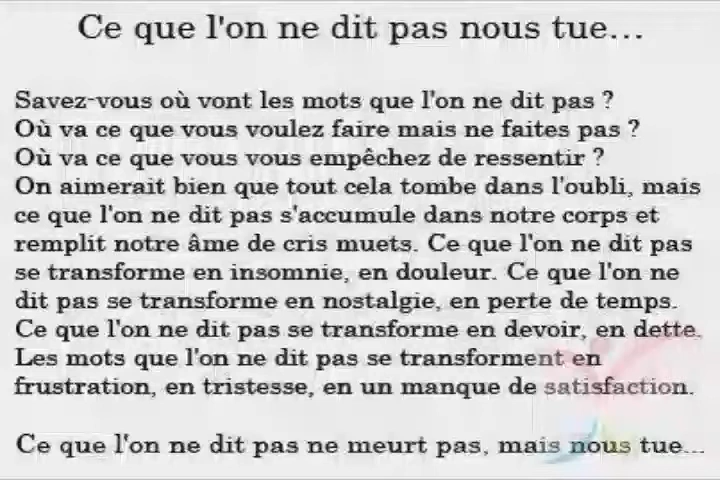 Ce que l'on ne dit pas nous tue...
Savez-vous où vont les mots que l'on ne dit pas ?
Où va ce que vous voulez faire mais ne faites pas ?
Où va ce que vous vous empêchez de ressentir ?
On aimerait bien que tout cela tombe dans l'oubli, mais
ce que l'on ne dit pas s'accumule dans notre corps et
remplit notre âme de cris muets. Ce que l'on ne dit pas
se transforme en insomnie, en douleur. Ce que l'on ne
dit pas se transforme en nostalgie, en perte de temps.
Ce que l'on ne dit pas se transforme en devoir, en dette.
Les mots que l'on ne dit pas se transforment en
frustration, en tristesse, en un manque de satisfaction.
Ce que l'on ne dit pas ne meurt pas, mais nous tue...